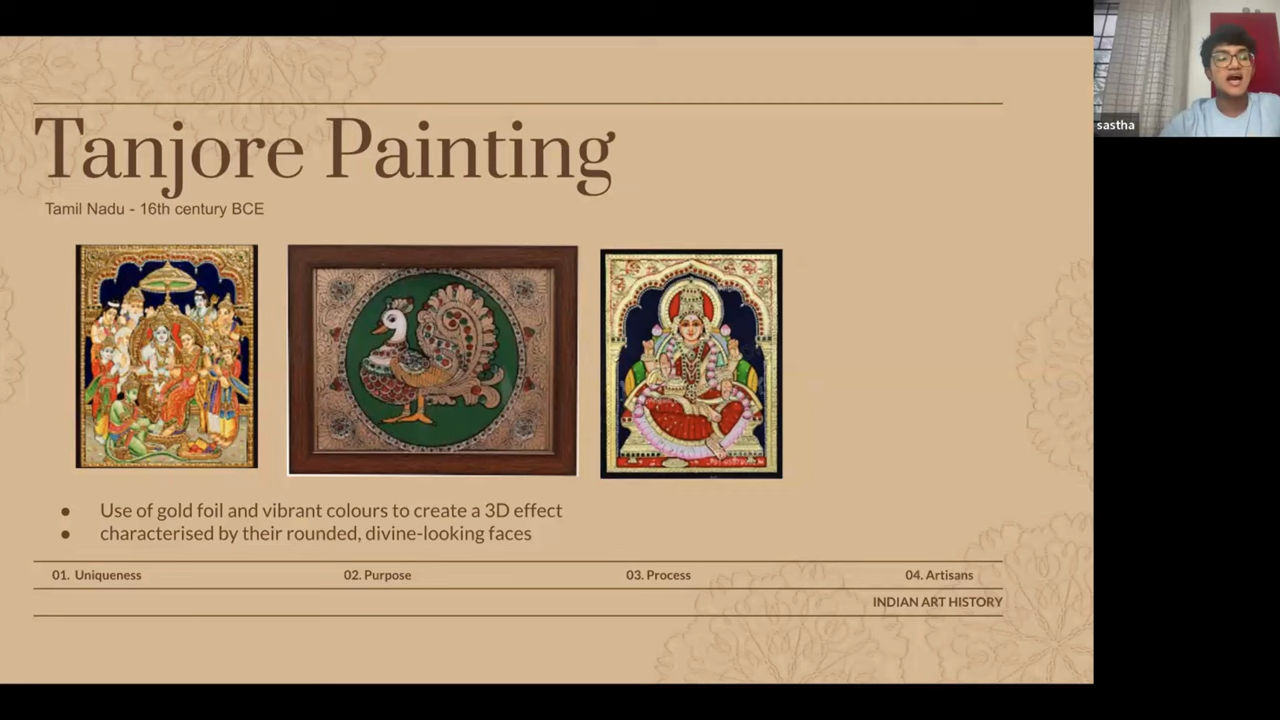 Tanjore Painting
Tamil Nadu - 16th century BCE
● Use of gold foil and vibrant colours to create a 3D effect
● characterised by their rounded, divine-looking faces
01. Uniqueness 02. Purpose 03. Process 04. Artisans
INDIAN ART HISTORY
sastha